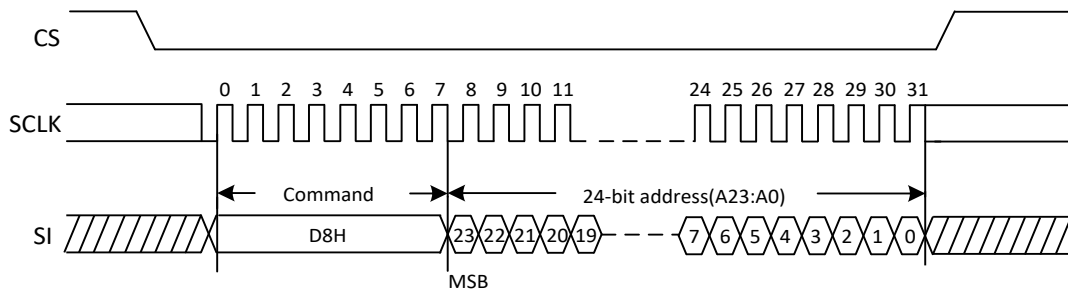 CS
0 1 2 3 4 5 6 7 8 9 10 11 24 25 26 27 28 29 30 31
SCLK
Command 24-bit address(A23:A0)
SI D8H 23 22 21 20 19 7 6 5 4 3 2 1 0
MSB